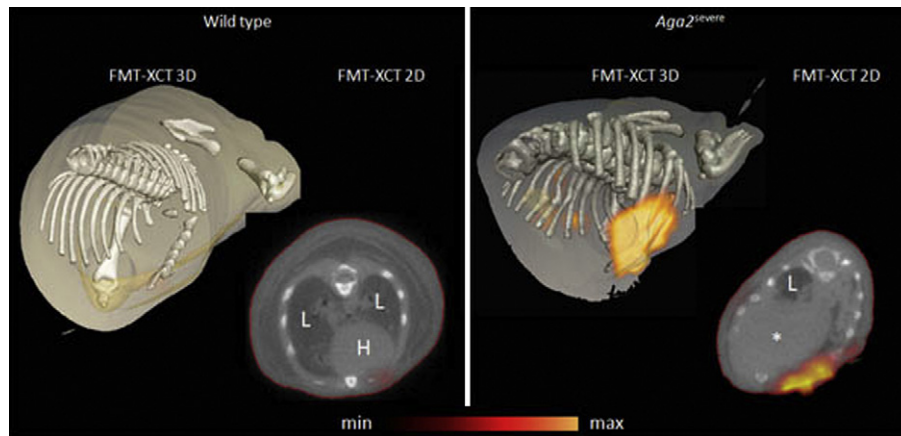 Wild type
FMT-XCT 3D
FMT-XCT 2D
L
L
H
Aga2severe
FMT-XCT 3D
FMT-XCT 2D
L
*
min
max